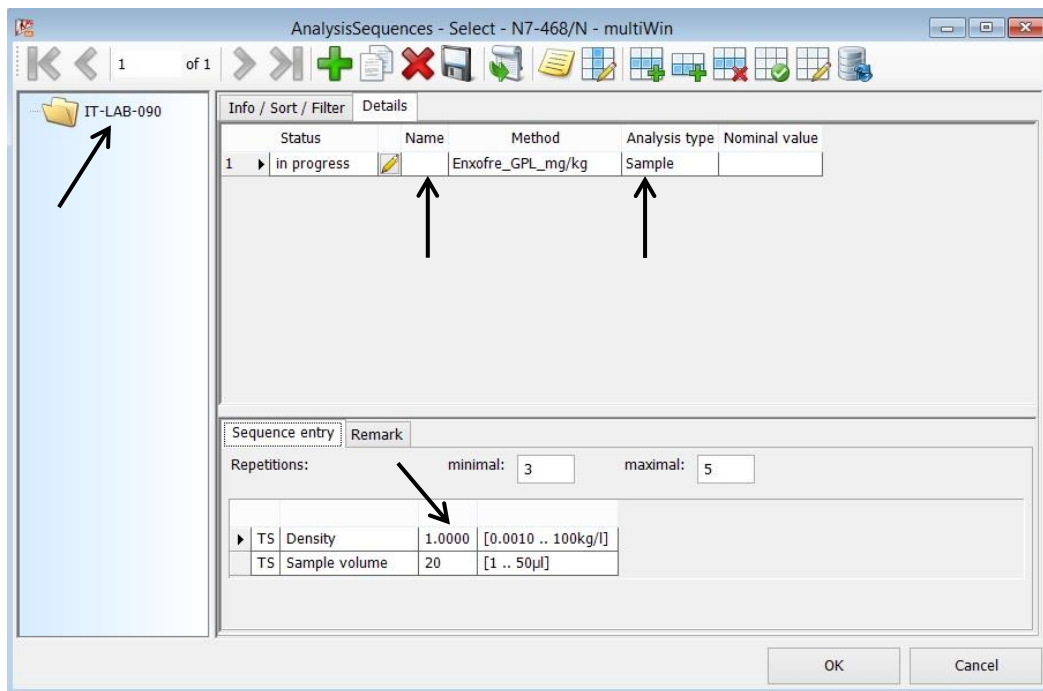 AnalysisSequences - Select - N7-468/N - multiWin
1 of 1
IT-LAB-090
Info / Sort / Filter Details
Status Name Method Analysis type Nominal value
1 in progress Enxofre_GPL_mg/kg Sample
Sequence entry Remark
Repetitions: minimal: 3 maximal: 5
TS Density 1.0000 [0.0010 .. 100kg/l]
TS Sample volume 20 [1 .. 50µl]
OK Cancel